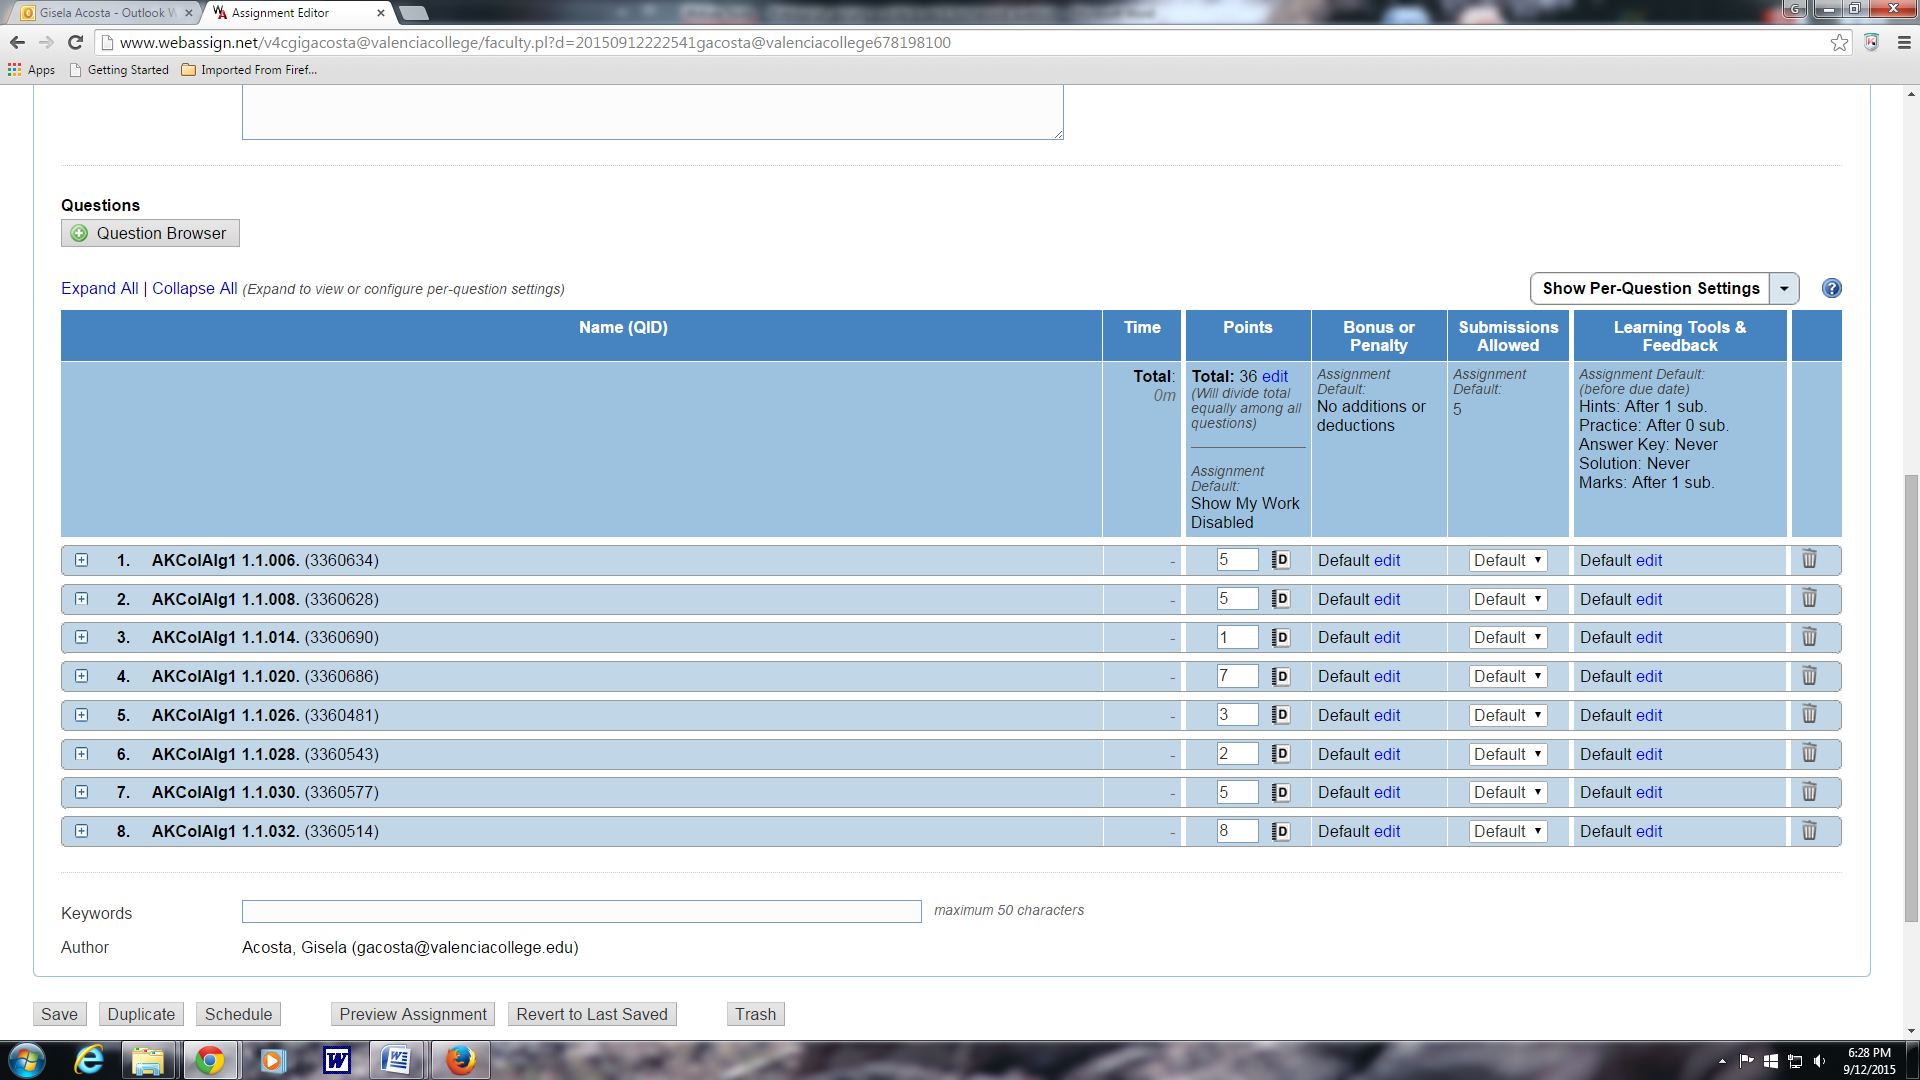 Gisela Acosta - Outlook W
Assignment Editor
www.webassign.net/v4cgigacosta@valenciacollege/faculty.pl?d=20150912222541gacosta@valenciacollege678198100
Apps Getting Started Imported From Firef...
Questions
Question Browser
Expand All | Collapse All (Expand to view or configure per-question settings)
Show Per-Question Settings
Name (QID) Time Points Bonus or Penalty Submissions Allowed Learning Tools & Feedback
Total: 0m
Total: 36 edit
(Will divide total
equally among all
questions)
Assignment
Default:
Show My Work
Disabled
Assignment
Default:
No additions or
deductions
Assignment
Default:
5
Assignment Default:
(before due date)
Hints: After 1 sub.
Practice: After 0 sub.
Answer Key: Never
Solution: Never
Marks: After 1 sub.
1. AKColAlg1 1.1.006. (3360634) - 5 D Default edit Default Default edit
2. AKColAlg1 1.1.008. (3360628) - 5 D Default edit Default Default edit
3. AKColAlg1 1.1.014. (3360690) - 1 D Default edit Default Default edit
4. AKColAlg1 1.1.020. (3360686) - 7 D Default edit Default Default edit
5. AKColAlg1 1.1.026. (3360481) - 3 D Default edit Default Default edit
6. AKColAlg1 1.1.028. (3360543) - 2 D Default edit Default Default edit
7. AKColAlg1 1.1.030. (3360577) - 5 D Default edit Default Default edit
8. AKColAlg1 1.1.032. (3360514) - 8 D Default edit Default Default edit
Keywords maximum 50 characters
Author Acosta, Gisela (gacosta@valenciacollege.edu)
Save Duplicate Schedule Preview Assignment Revert to Last Saved Trash
6:28 PM
9/12/2015